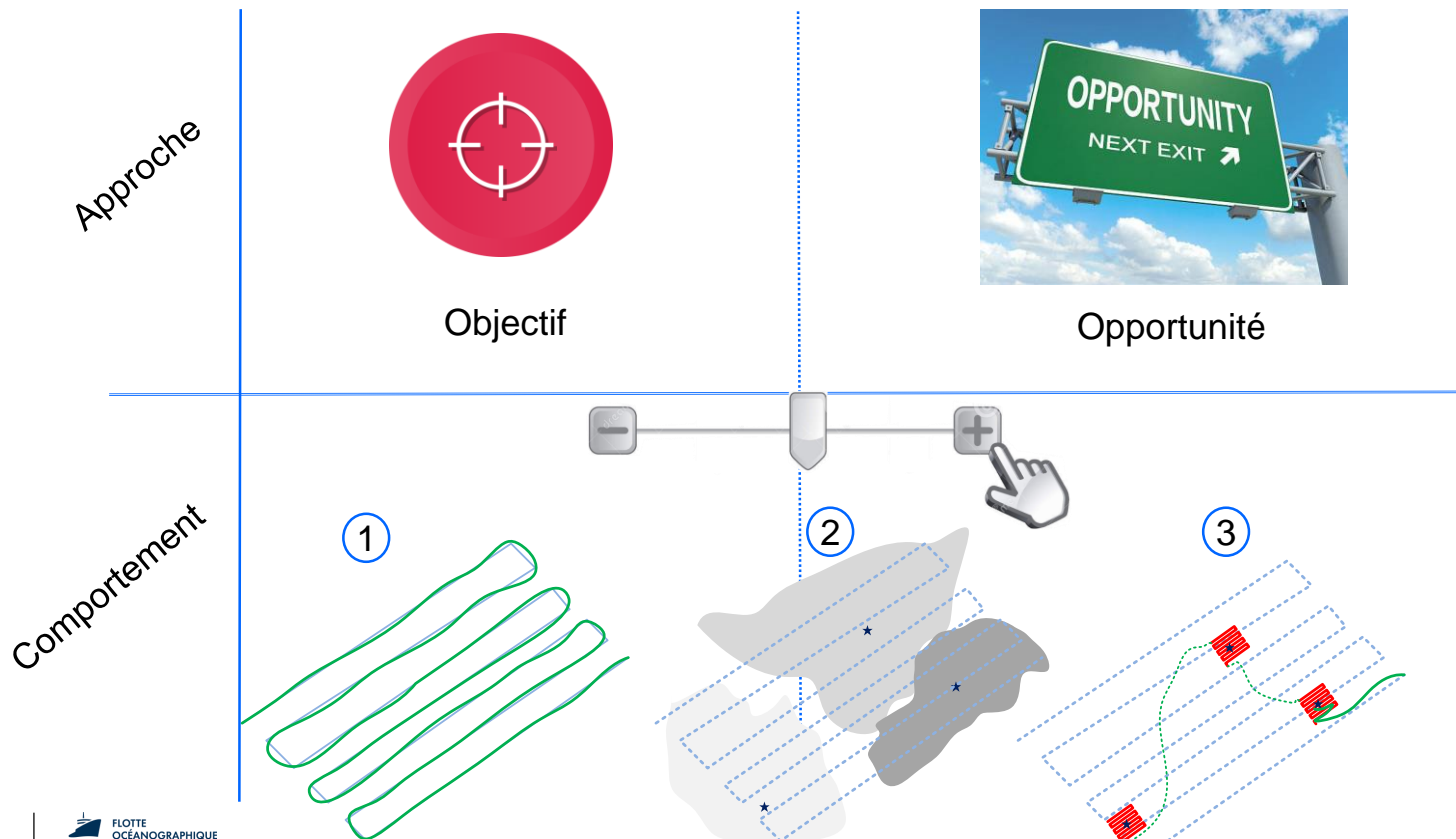 Approche
OPPORTUNITY
NEXT EXIT
Objectif
Opportunité
Comportement
1
2
3
FLOTTE
OCÉANOGRAPHIQUE